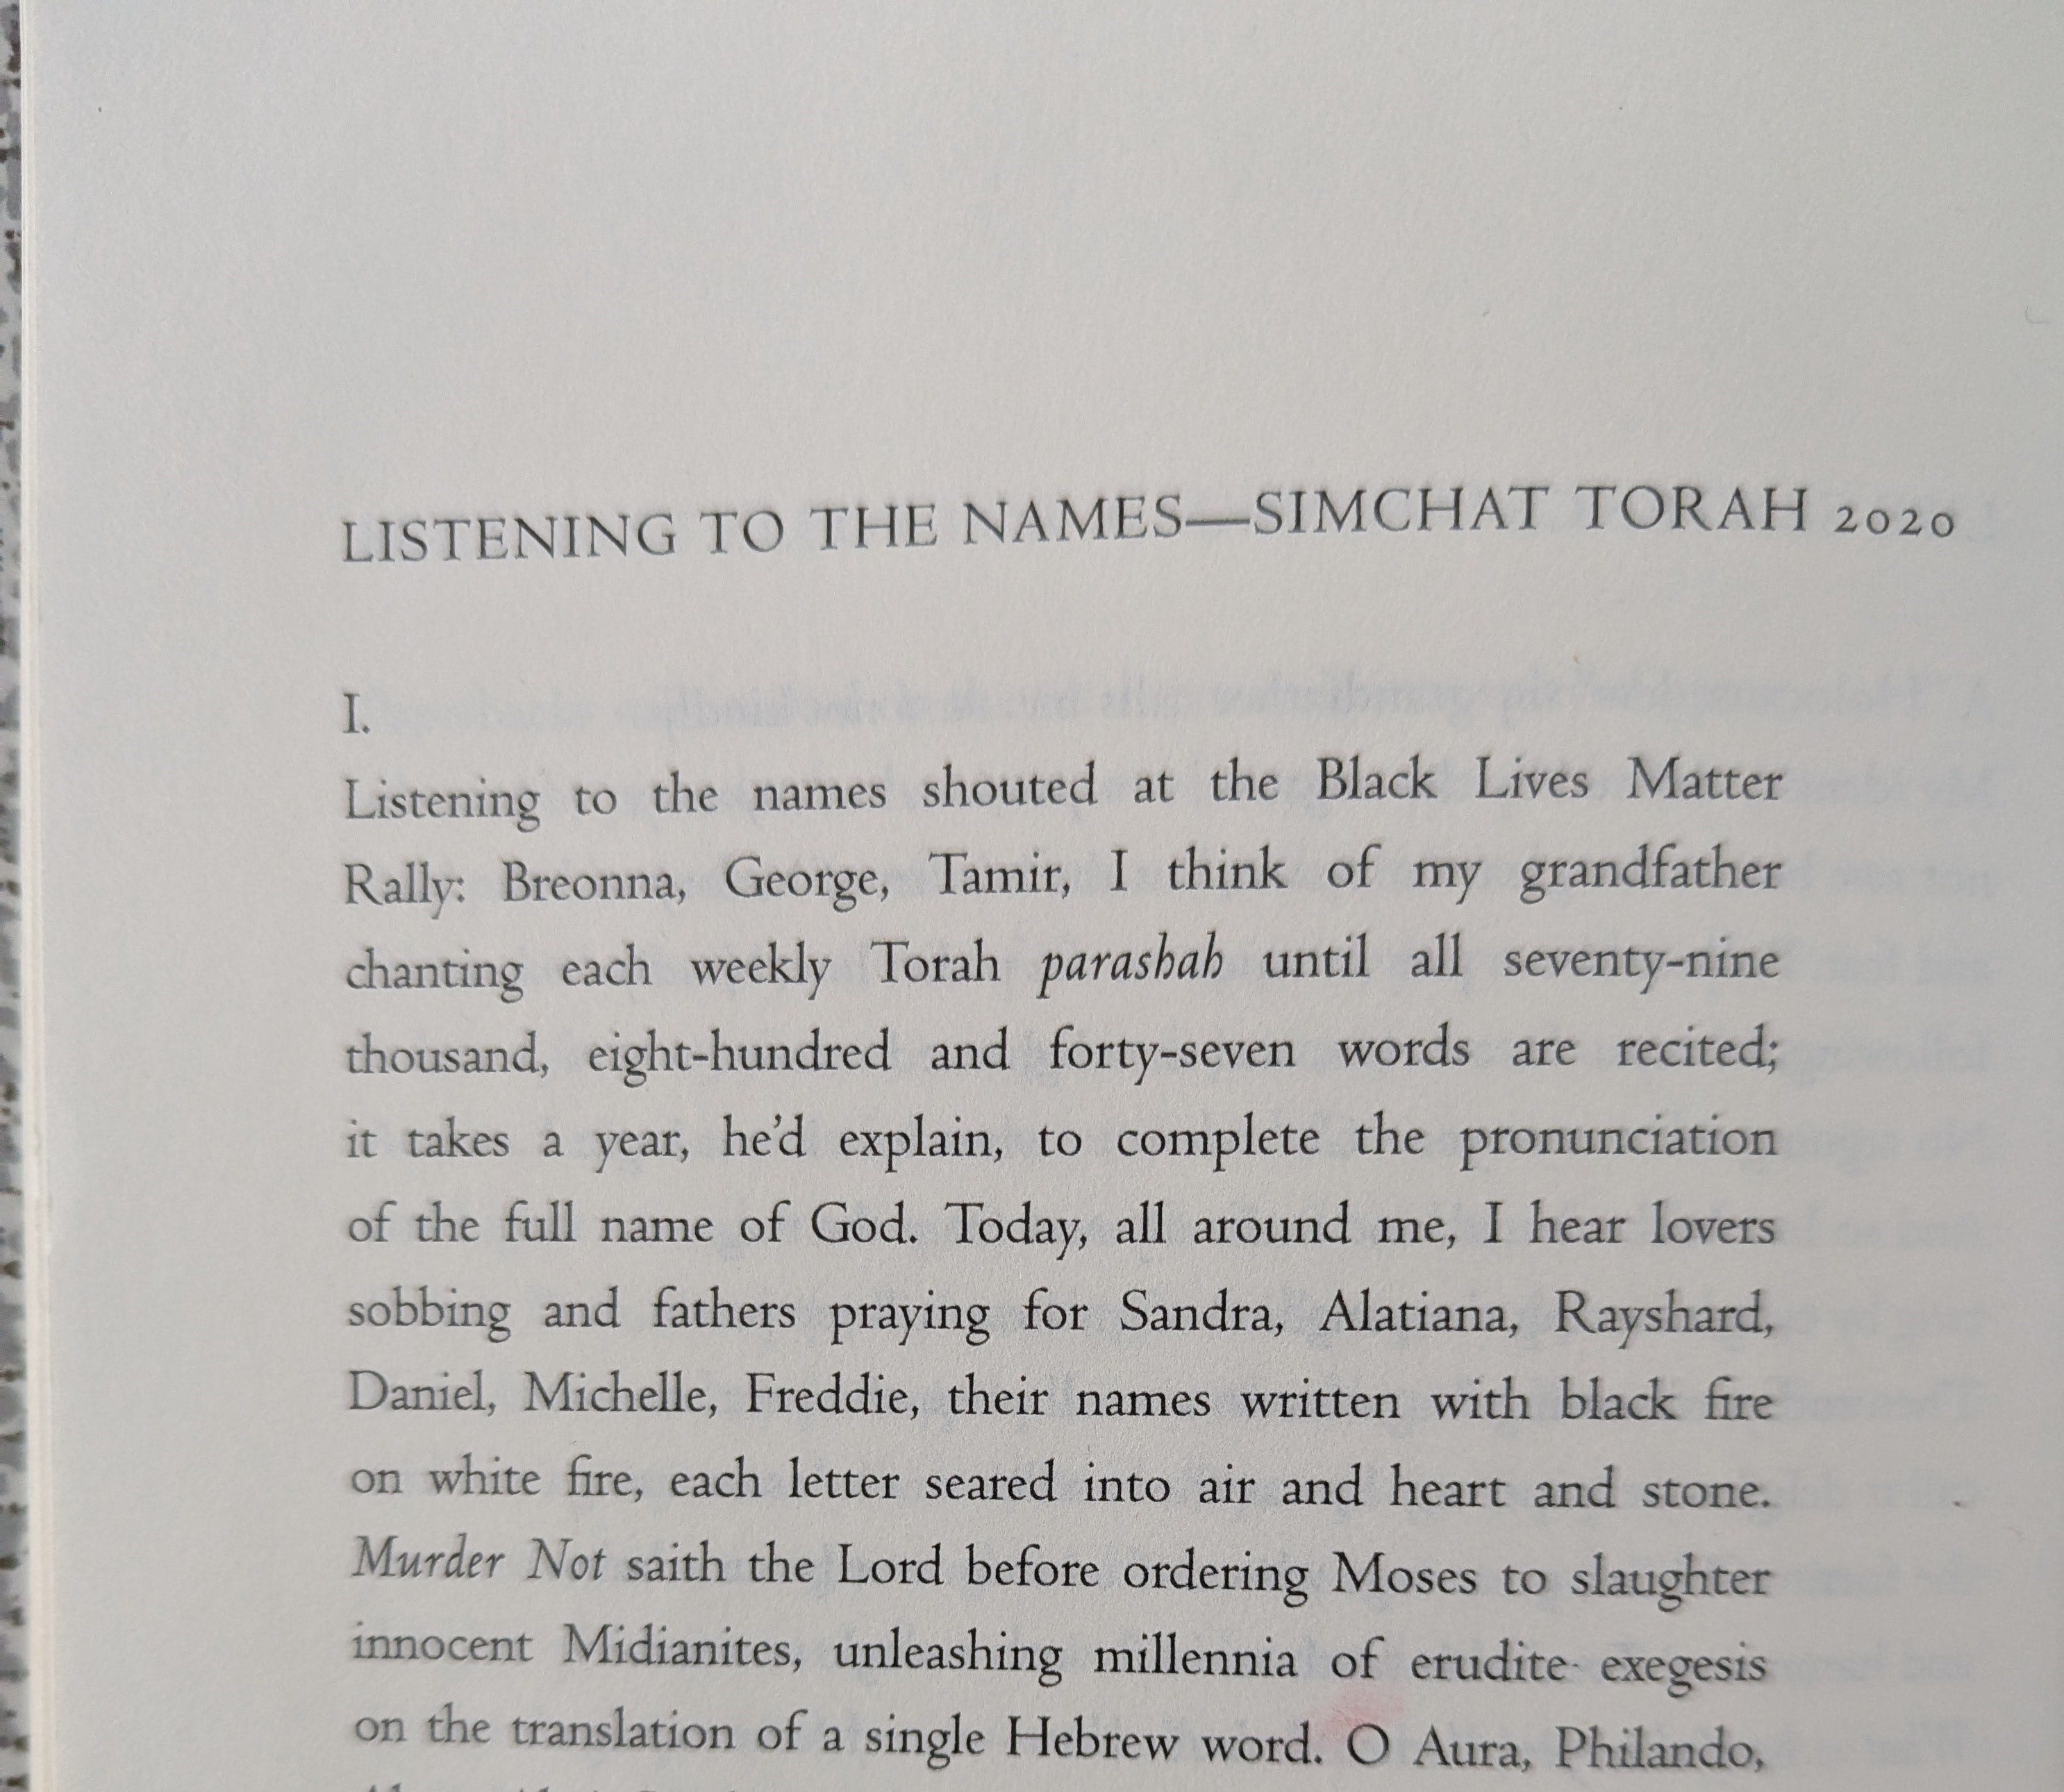 LISTENING TO THE NAMES—SIMCHAT TORAH 2020
I.
Listening to the names shouted at the Black Lives Matter
Rally: Breonna, George, Tamir, I think of my grandfather
chanting each weekly Torah parashah until all seventy-nine
thousand, eight-hundred and forty-seven words are recited;
it takes a year, he'd explain, to complete the pronunciation
of the full name of God. Today, all around me, I hear lovers
sobbing and fathers praying for Sandra, Alatiana, Rayshard,
Daniel, Michelle, Freddie, their names written with black fire
on white fire, each letter seared into air and heart and stone.
Murder Not saith the Lord before ordering Moses to slaughter
innocent Midianites, unleashing millennia of erudite exegesis
on the translation of a single Hebrew word. O Aura, Philando,